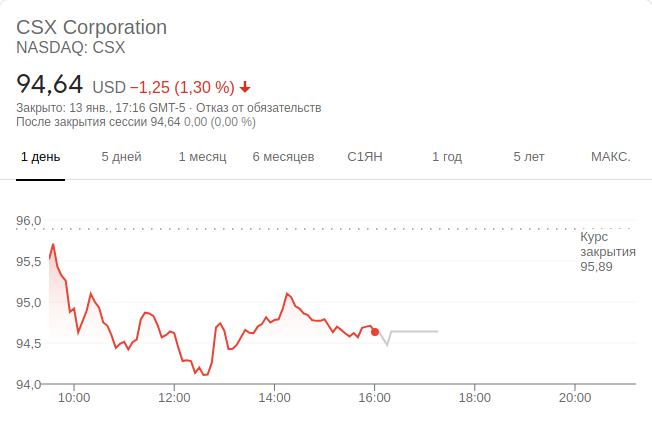 CSX Corporation
NASDAQ: CSX
94,64 USD −1,25 (1,30 %)
Закрыто: 13 янв., 17:16 GMT-5 · Отказ от обязательств
После закрытия сессии 94,64 0,00 (0,00 %)
1 день 5 дней 1 месяц 6 месяцев С1ЯН 1 год 5 лет МАКС.
96,0
Курс
закрытия
95,89
95,5
95,0
94,5
94,0
10:00 12:00 14:00 16:00 18:00 20:00